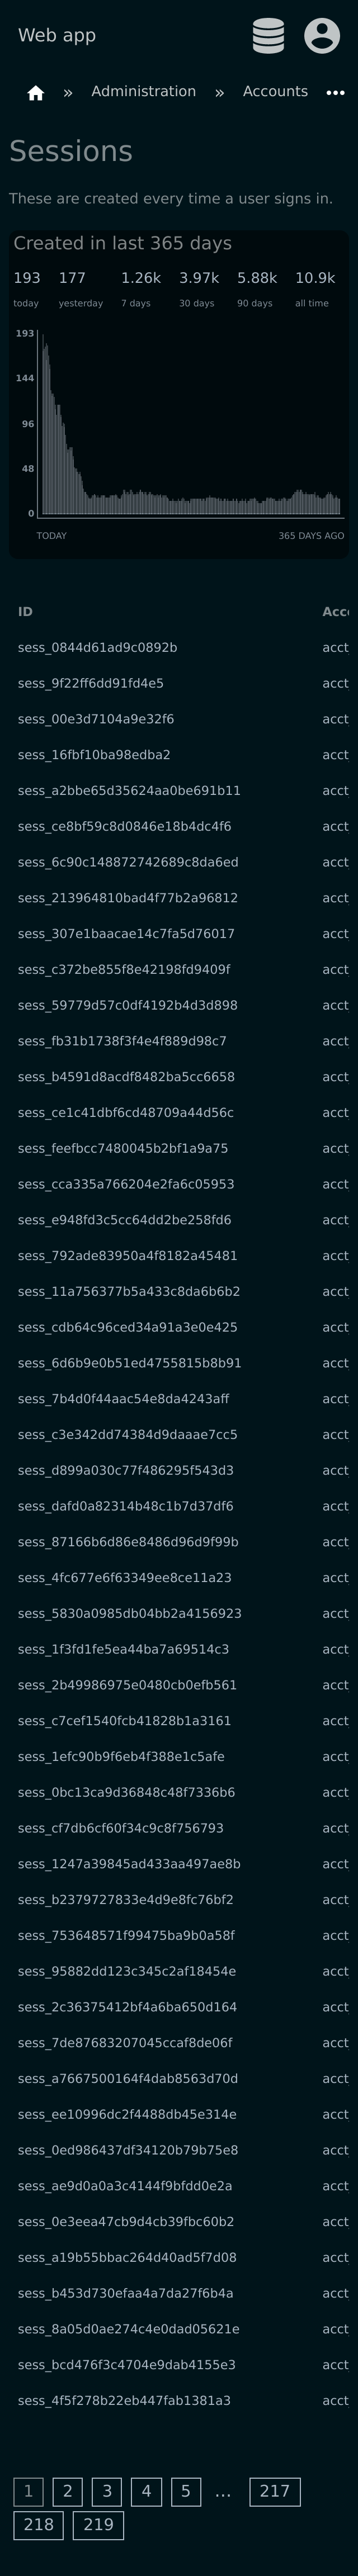 Web app
» Administration » Accounts
Sessions
These are created every time a user signs in.
Created in last 365 days
193 177 1.26k 3.97k 5.88k 10.9k
today yesterday 7 days 30 days 90 days all time
193
144
96
48
0
TODAY 365 DAYS AGO
ID Acc
sess_0844d61ad9c0892b acct
sess_9f22ff6dd91fd4e5 acct
sess_00e3d7104a9e32f6 acct
sess_16fbf10ba98edba2 acct
sess_a2bbe65d35624aa0be691b11 acct
sess_ce8bf59c8d0846e18b4dc4f6 acct
sess_6c90c148872742689c8da6ed acct
sess_213964810bad4f77b2a96812 acct
sess_307e1baacae14c7fa5d76017 acct
sess_c372be855f8e42198fd9409f acct
sess_59779d57c0df4192b4d3d898 acct
sess_fb31b1738f3f4e4f889d98c7 acct
sess_b4591d8acdf8482ba5cc6658 acct
sess_ce1c41dbf6cd48709a44d56c acct
sess_feefbcc7480045b2bf1a9a75 acct
sess_cca335a766204e2fa6c05953 acct
sess_e948fd3c5cc64dd2be258fd6 acct
sess_792ade83950a4f8182a45481 acct
sess_11a756377b5a433c8da6b6b2 acct
sess_cdb64c96ced34a91a3e0e425 acct
sess_6d6b9e0b51ed4755815b8b91 acct
sess_7b4d0f44aac54e8da4243aff acct
sess_c3e342dd74384d9daaae7cc5 acct
sess_d899a030c77f486295f543d3 acct
sess_dafd0a82314b48c1b7d37df6 acct
sess_87166b6d86e8486d96d9f99b acct
sess_4fc677e6f63349ee8ce11a23 acct
sess_5830a0985db04bb2a4156923 acct
sess_1f3fd1fe5ea44ba7a69514c3 acct
sess_2b49986975e0480cb0efb561 acct
sess_c7cef1540fcb41828b1a3161 acct
sess_1efc90b9f6eb4f388e1c5afe acct
sess_0bc13ca9d36848c48f7336b6 acct
sess_cf7db6cf60f34c9c8f756793 acct
sess_1247a39845ad433aa497ae8b acct
sess_b2379727833e4d9e8fc76bf2 acct
sess_753648571f99475ba9b0a58f acct
sess_95882dd123c345c2af18454e acct
sess_2c36375412bf4a6ba650d164 acct
sess_7de87683207045ccaf8de06f acct
sess_a7667500164f4dab8563d70d acct
sess_ee10996dc2f4488db45e314e acct
sess_0ed986437df34120b79b75e8 acct
sess_ae9d0a0a3c4144f9bfdd0e2a acct
sess_0e3eea47cb9d4cb39fbc60b2 acct
sess_a19b55bbac264d40ad5f7d08 acct
sess_b453d730efaa4a7da27f6b4a acct
sess_8a05d0ae274c4e0dad05621e acct
sess_bcd476f3c4704e9dab4155e3 acct
sess_4f5f278b22eb447fab1381a3 acct
1 2 3 4 5 … 217
218 219